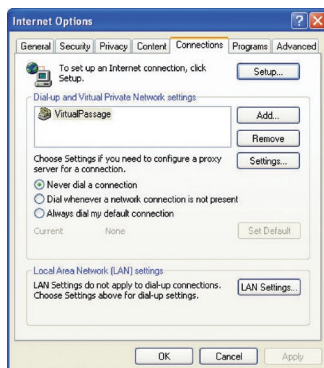 Internet Options
General Security Privacy Content Connections Programs Advanced
To set up an Internet connection, click
Setup.
Setup...
Dial-up and Virtual Private Network settings
VirtualPassage
Add...
Remove
Choose Settings if you need to configure a proxy
server for a connection.
Settings...
Never dial a connection
Dial whenever a network connection is not present
Always dial my default connection
Current None Set Default
Local Area Network (LAN) settings
LAN Settings do not apply to dial-up connections.
Choose Settings above for dial-up settings.
LAN Settings...
OK Cancel Apply